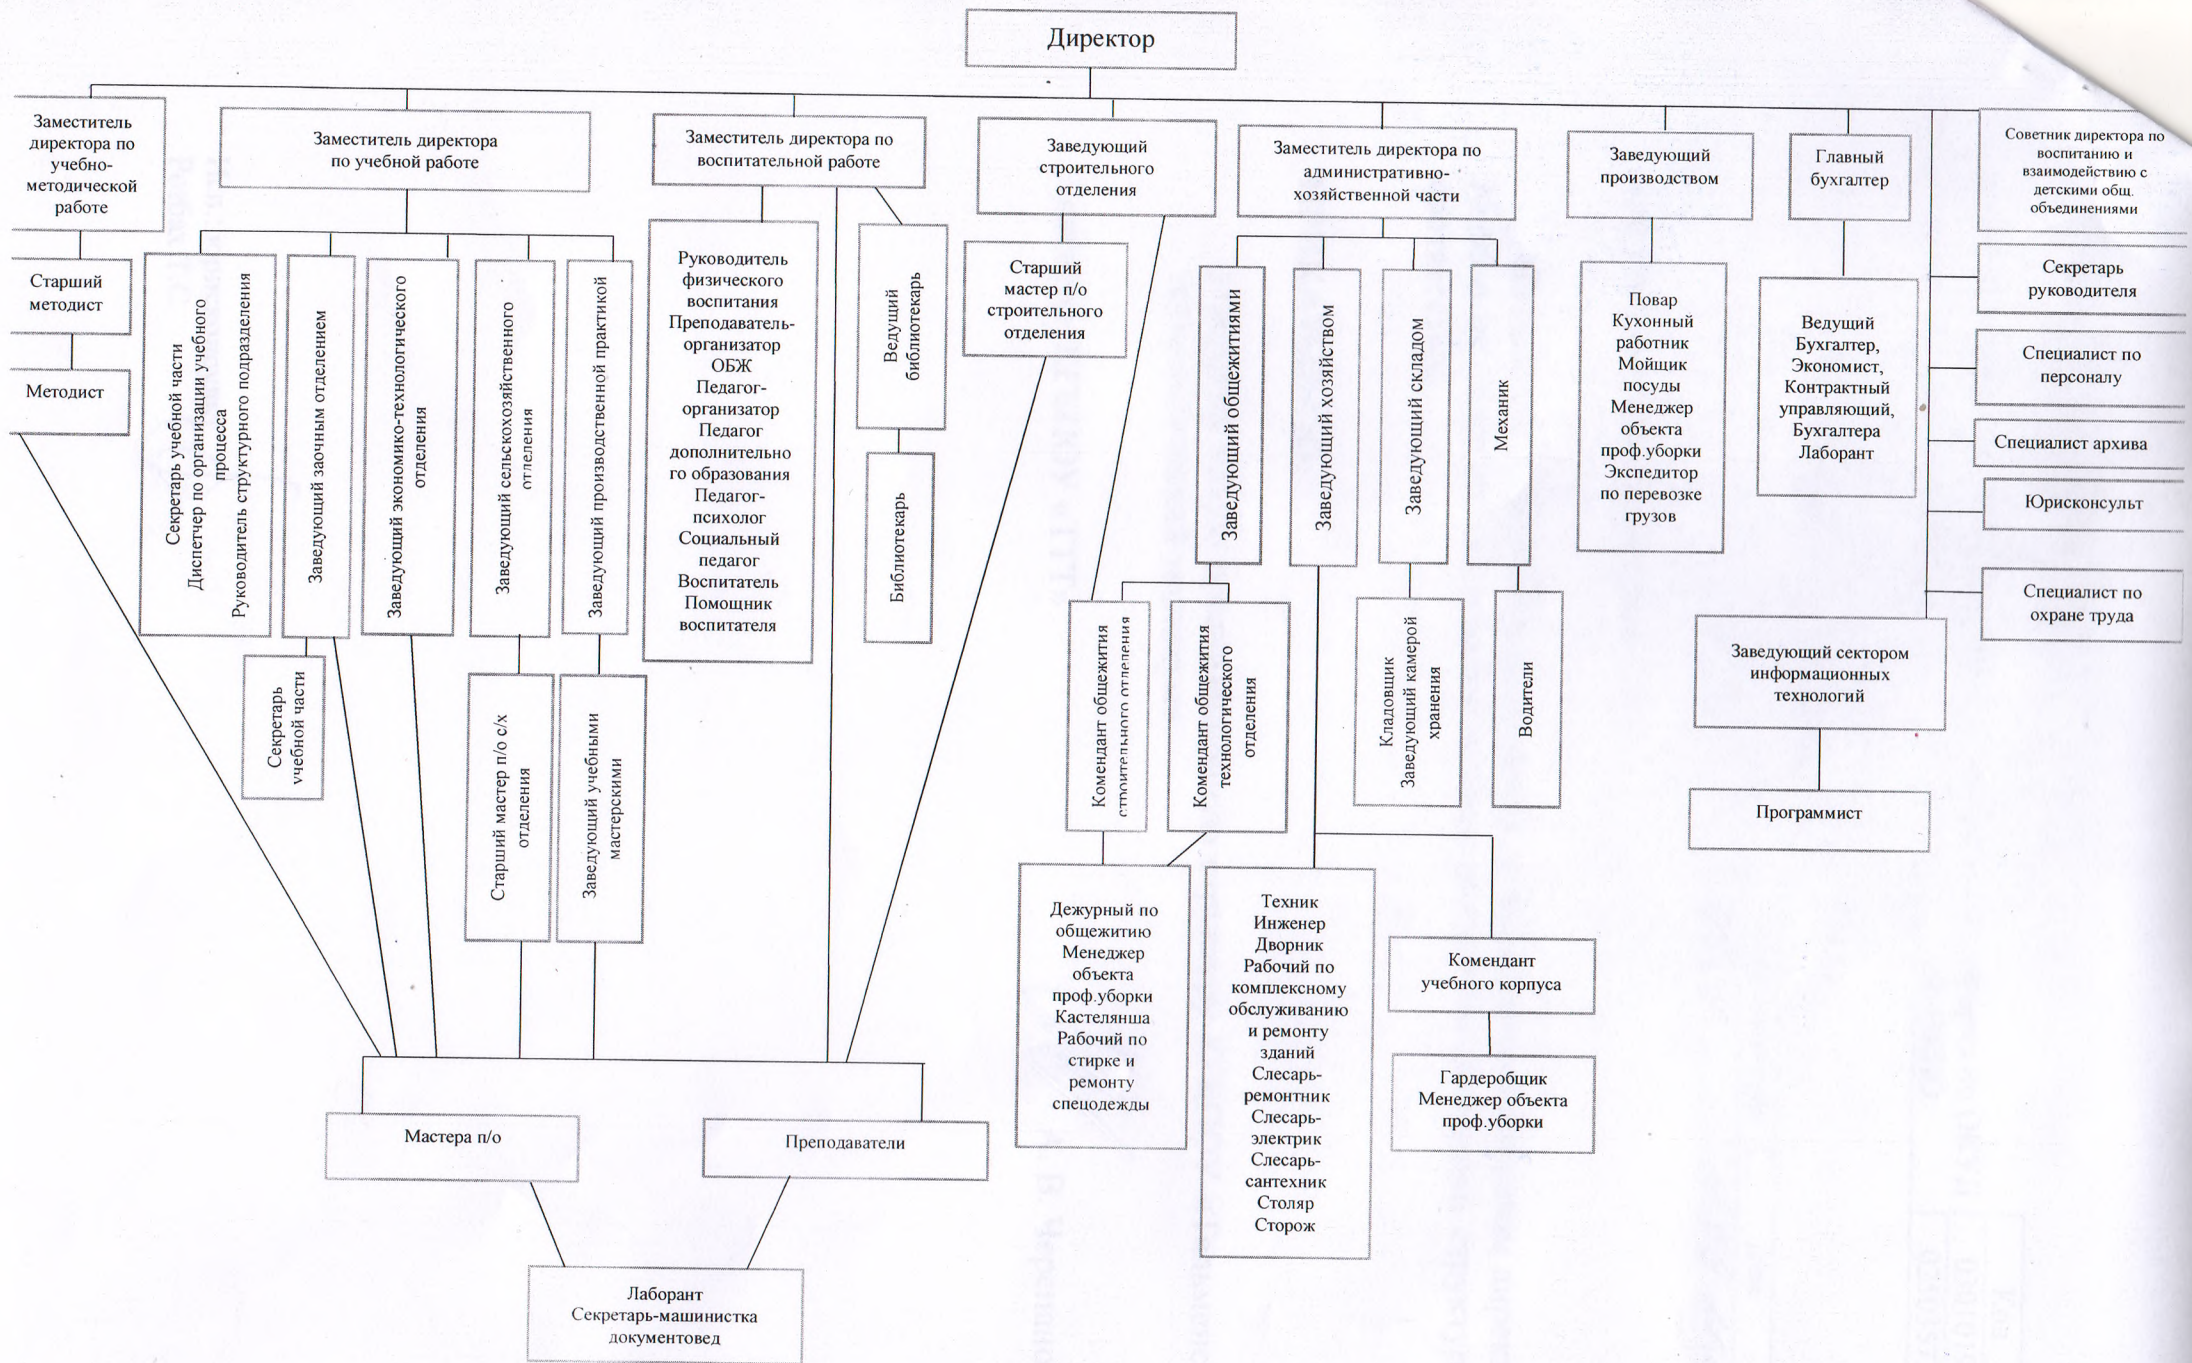 Директор
Заместитель
директора по
учебно-
методической
работе
Заместитель директора
по учебной работе
Заместитель директора по
воспитательной работе
Заведующий
строительного
отделения
Заместитель директора по
административно-
хозяйственной части
Заведующий
производством
Главный
бухгалтер
Советник директора по
воспитанию и
взаимодействию с
детскими общ.
объединениями
Старший
методист
Методист
Секретарь учебной части
Диспетчер по организации учебного
процесса
Руководитель структурного подразделения
Заведующий заочным отделением
Заведующий экономико-технологического
отделения
Заведующий сельскохозяйственного
отделения
Заведующий производственной практикой
Руководитель
физического
воспитания
Преподаватель-
организатор
ОБЖ
Педагог-
организатор
Педагог
дополнительно
го образования
Педагог-
психолог
Социальный
педагог
Воспитатель
Помощник
воспитателя
Ведущий
библиотекарь
Библиотекарь
Старший
мастер п/о
строительного
отделения
Заведующий общежитиями
Заведующий хозяйством
Заведующий складом
Механик
Повар
Кухонный
работник
Мойщик
посуды
Менеджер
объекта
проф.уборки
Экспедитор
по перевозке
грузов
Ведущий
Бухгалтер,
Экономист,
Контрактный
управляющий,
Бухгалтера
Лаборант
Секретарь
руководителя
Специалист по
персоналу
Специалист архива
Юрисконсульт
Специалист по
охране труда
Секретарь
учебной части
Старший мастер п/о с/х
отделения
Заведующий учебными
мастерскими
Комендант общежития
строительного отделения
Комендант общежития
технологического
отделения
Кладовщик
Заведующий камерой
хранения
Водители
Заведующий сектором
информационных
технологий
Программист
Дежурный по
общежитию
Менеджер
объекта
проф.уборки
Кастелянша
Рабочий по
стирке и
ремонту
спецодежды
Техник
Инженер
Дворник
Рабочий по
комплексному
обслуживанию
и ремонту
зданий
Слесарь-
ремонтник
Слесарь-
электрик
Слесарь-
сантехник
Столяр
Сторож
Комендант
учебного корпуса
Гардеробщик
Менеджер объекта
проф.уборки
Мастера п/о
Преподаватели
Лаборант
Секретарь-машинистка
документовед